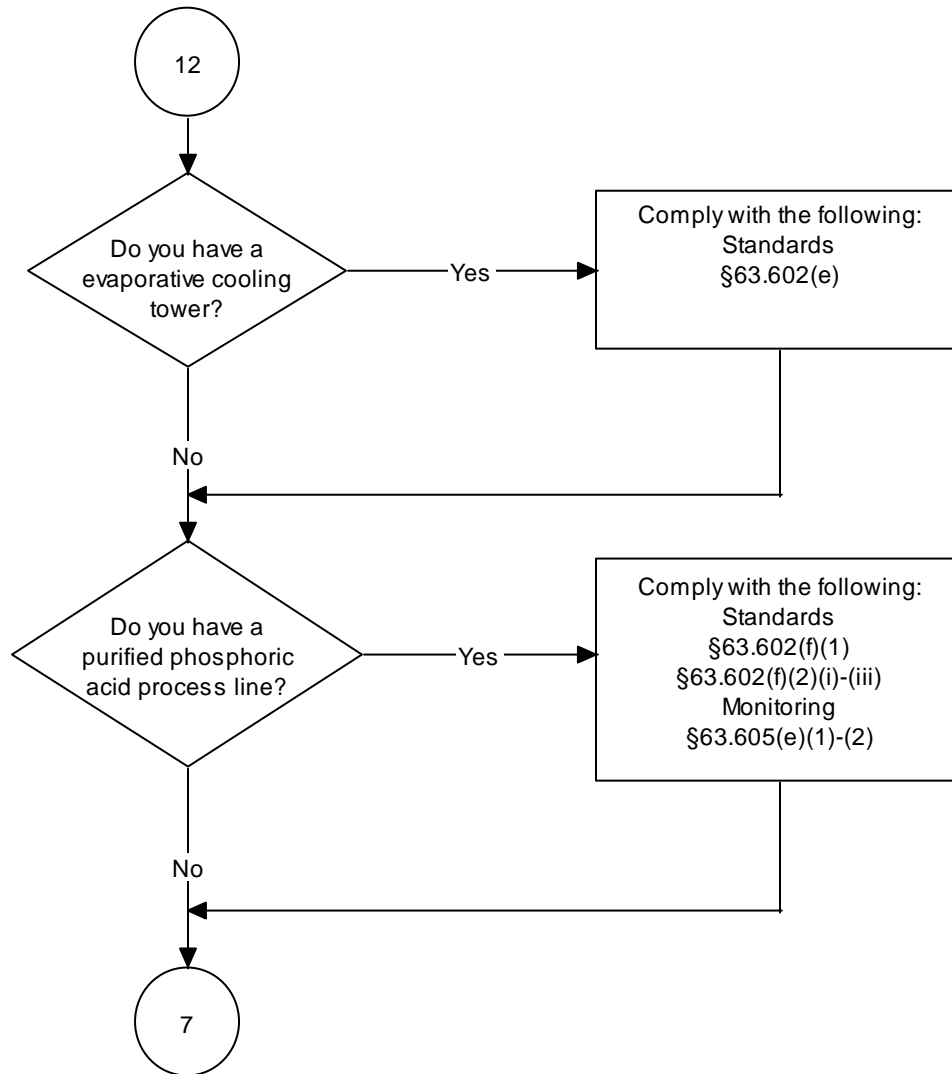 12
Do you have a
evaporative cooling
tower?
Yes
Comply with the following:
Standards
§63.602(e)
No
Do you have a
purified phosphoric
acid process line?
Yes
Comply with the following:
Standards
§63.602(f)(1)
§63.602(f)(2)(i)-(iii)
Monitoring
§63.605(e)(1)-(2)
No
7